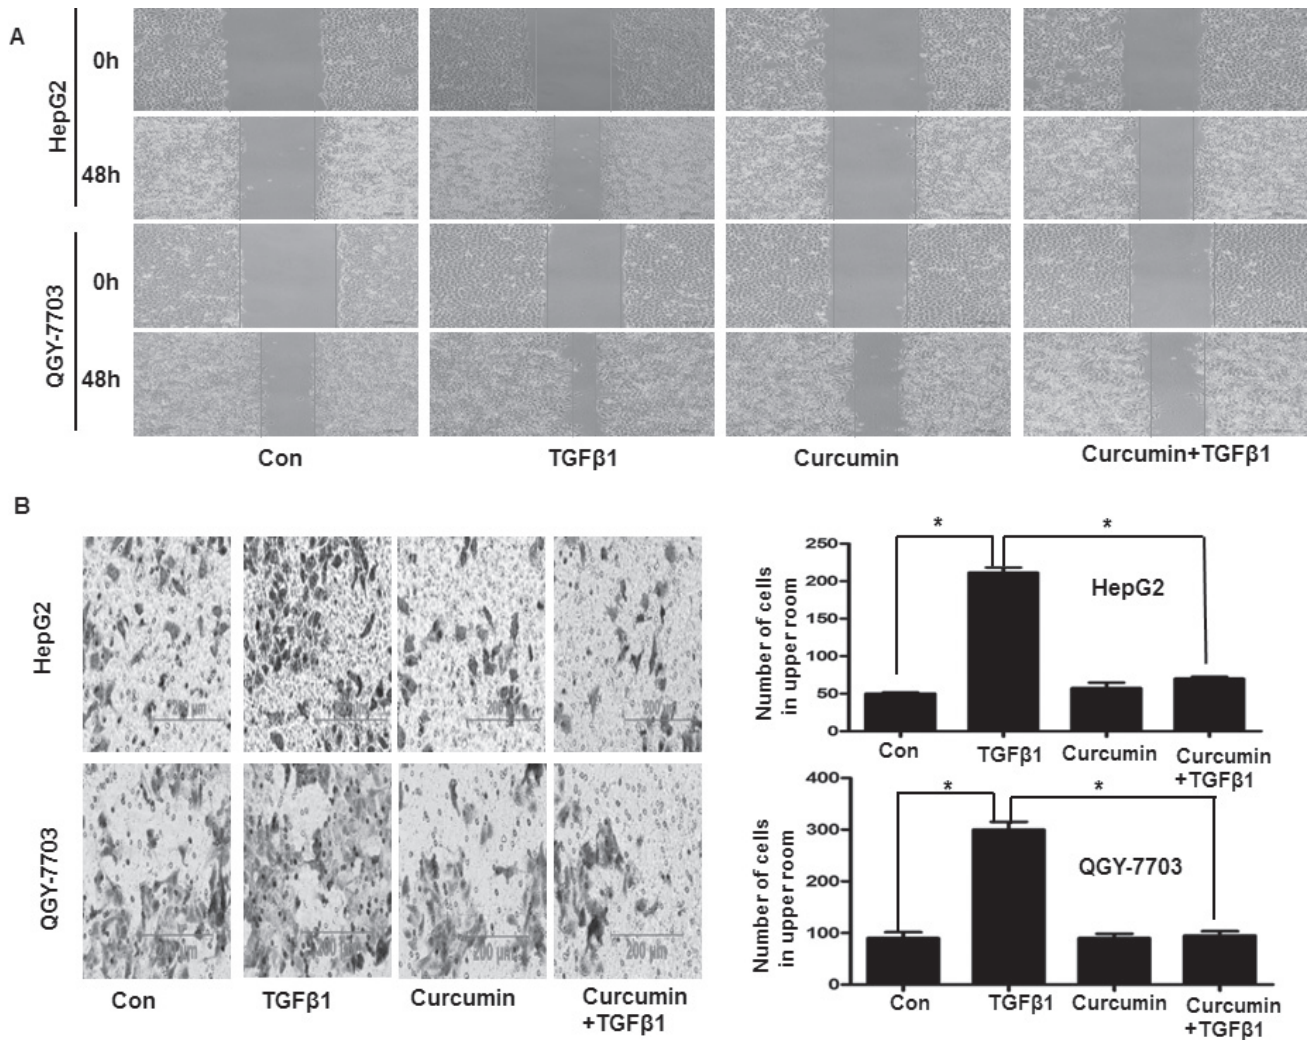 A
HepG2
0h
48h
QGY-7703
0h
48h
Con
TGFβ1
Curcumin
Curcumin+TGFβ1
B
HepG2
QGY-7703
200 μm
200 μm
Con
TGFβ1
Curcumin
Curcumin
+TGFβ1
Number of cells
in upper room
250
200
150
100
50
0
*
*
HepG2
Con
TGFβ1
Curcumin
Curcumin
+TGFβ1
Number of cells
in upper room
400
300
200
100
0
*
*
QGY-7703
Con
TGFβ1
Curcumin
Curcumin
+TGFβ1